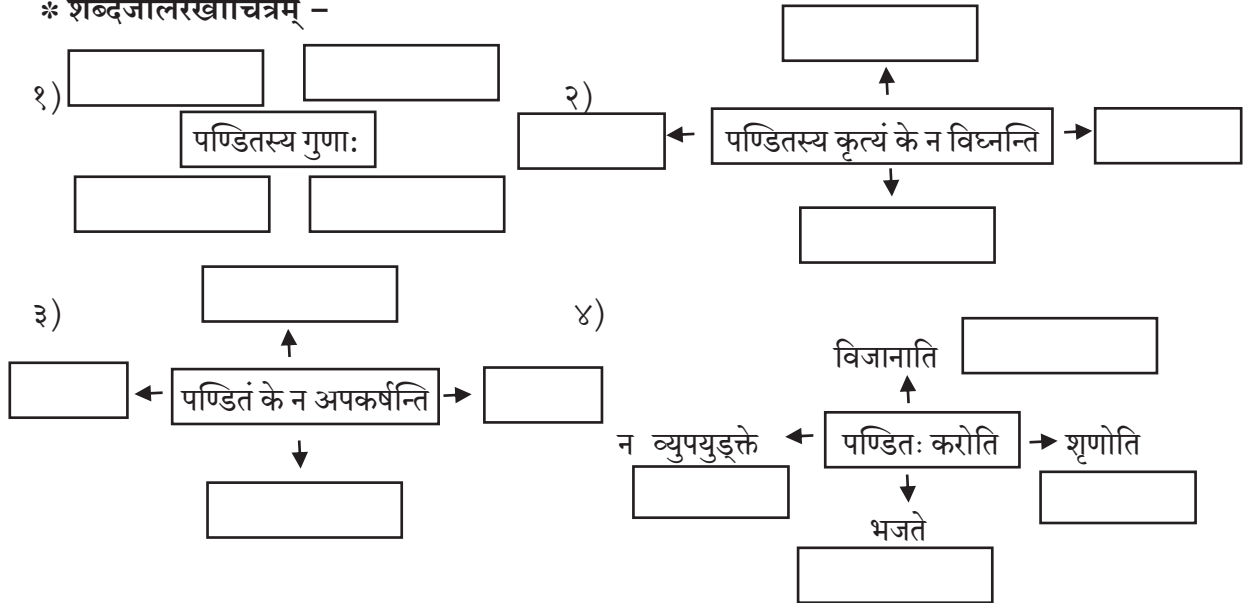 * शब्दजालरेखाचित्रम् –
१)
पण्डितस्य गुणाः
२)
पण्डितस्य कृत्यं के न विघ्नन्ति
३)
पण्डितं के न अपकर्षन्ति
४)
विजानाति
न व्युपयुड्क्ते
पण्डितः करोति
शृणोति
भजते